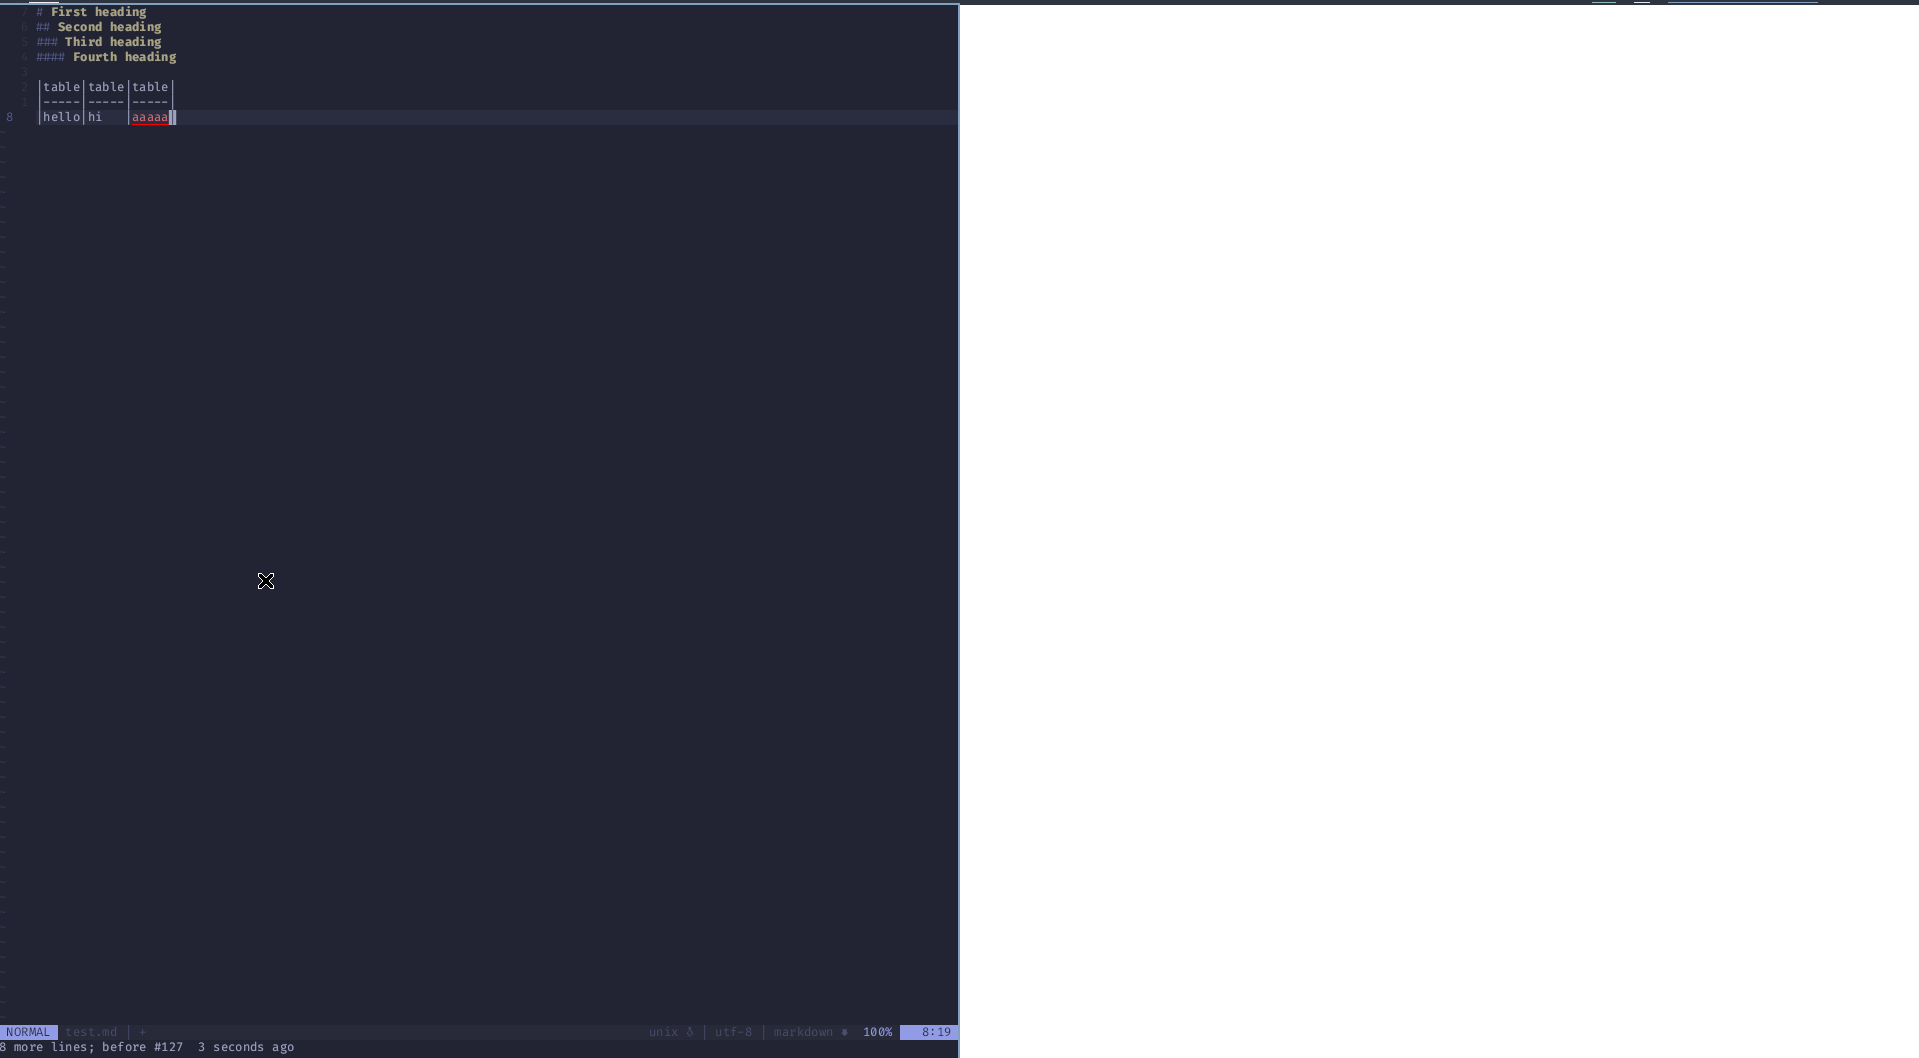 7 # First heading
6 ## Second heading
5 ### Third heading
4 #### Fourth heading
3
2 |table|table|table|
1 |-----|-----|-----|
8 |hello|hi   |aaaaa|
NORMAL test.md | + unix | utf-8 | markdown 100% 8:19
8 more lines; before #127  3 seconds ago